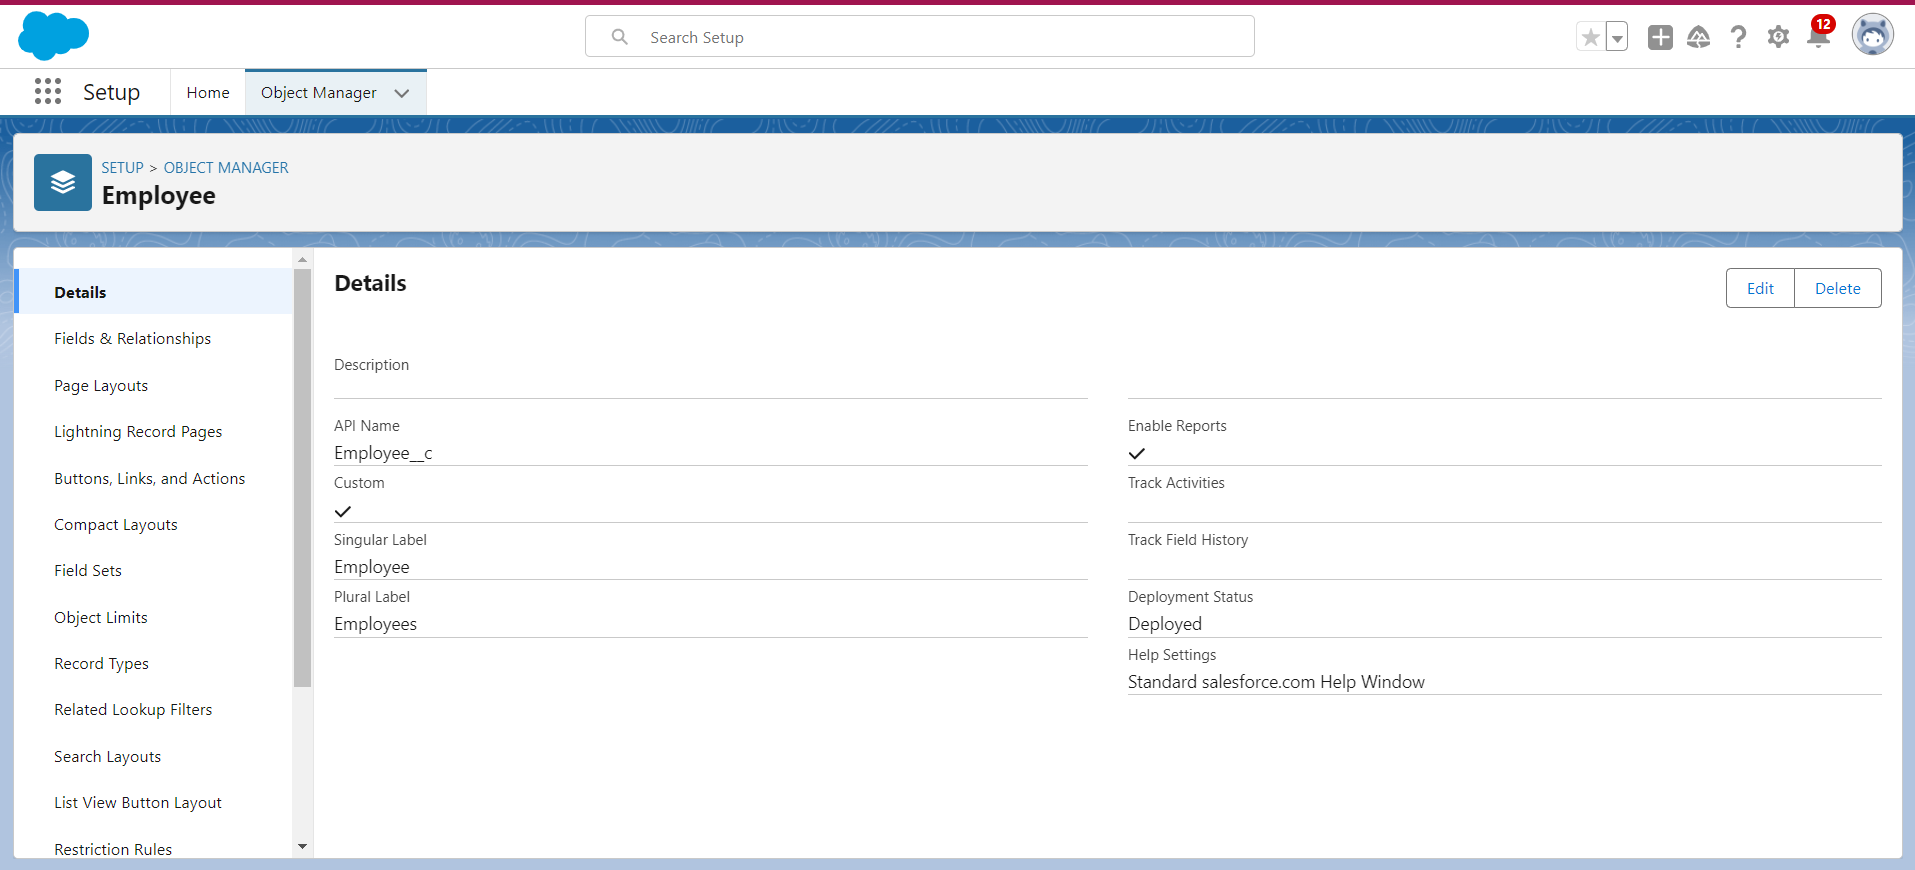 Search Setup
12
Setup
Home
Object Manager
SETUP > OBJECT MANAGER
Employee
Details
Fields & Relationships
Page Layouts
Lightning Record Pages
Buttons, Links, and Actions
Compact Layouts
Field Sets
Object Limits
Record Types
Related Lookup Filters
Search Layouts
List View Button Layout
Restriction Rules
Details
Edit
Delete
Description
API Name
Employee__c
Custom
Singular Label
Employee
Plural Label
Employees
Enable Reports
Track Activities
Track Field History
Deployment Status
Deployed
Help Settings
Standard salesforce.com Help Window